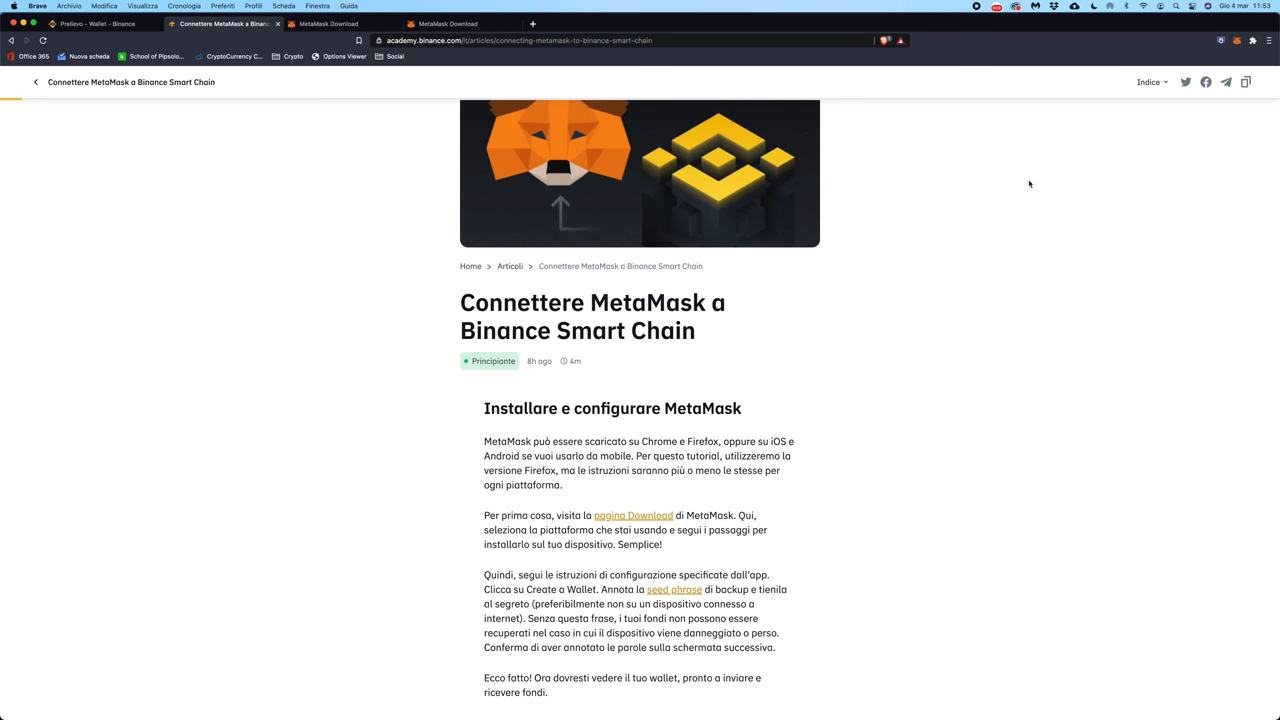 Brave Archivio Modifica Visualizza Cronologia Preferiti Profili Scheda Finestra Guida Gio 4 mar 11:53
Prelievo - Wallet - Binance
Connettere MetaMask a Binanc
MetaMask Download
MetaMask Download
academy.binance.com/it/articles/connecting-metamask-to-binance-smart-chain
Office 365 Nuova scheda School of Pipsolo... CryptoCurrency C... Crypto Options Viewer Social
Connettere MetaMask a Binance Smart Chain
Indice
Home > Articoli > Connettere MetaMask a Binance Smart Chain
Connettere MetaMask a
Binance Smart Chain
Principiante 8h ago 4m
Installare e configurare MetaMask
MetaMask può essere scaricato su Chrome e Firefox, oppure su iOS e
Android se vuoi usarlo da mobile. Per questo tutorial, utilizzeremo la
versione Firefox, ma le istruzioni saranno più o meno le stesse per
ogni piattaforma.
Per prima cosa, visita la pagina Download di MetaMask. Qui,
seleziona la piattaforma che stai usando e segui i passaggi per
installarlo sul tuo dispositivo. Semplice!
Quindi, segui le istruzioni di configurazione specificate dall'app.
Clicca su Create a Wallet. Annota la seed phrase di backup e tienila
al segreto (preferibilmente non su un dispositivo connesso a
internet). Senza questa frase, i tuoi fondi non possono essere
recuperati nel caso in cui il dispositivo viene danneggiato o perso.
Conferma di aver annotato le parole sulla schermata successiva.
Ecco fatto! Ora dovresti vedere il tuo wallet, pronto a inviare e
ricevere fondi.